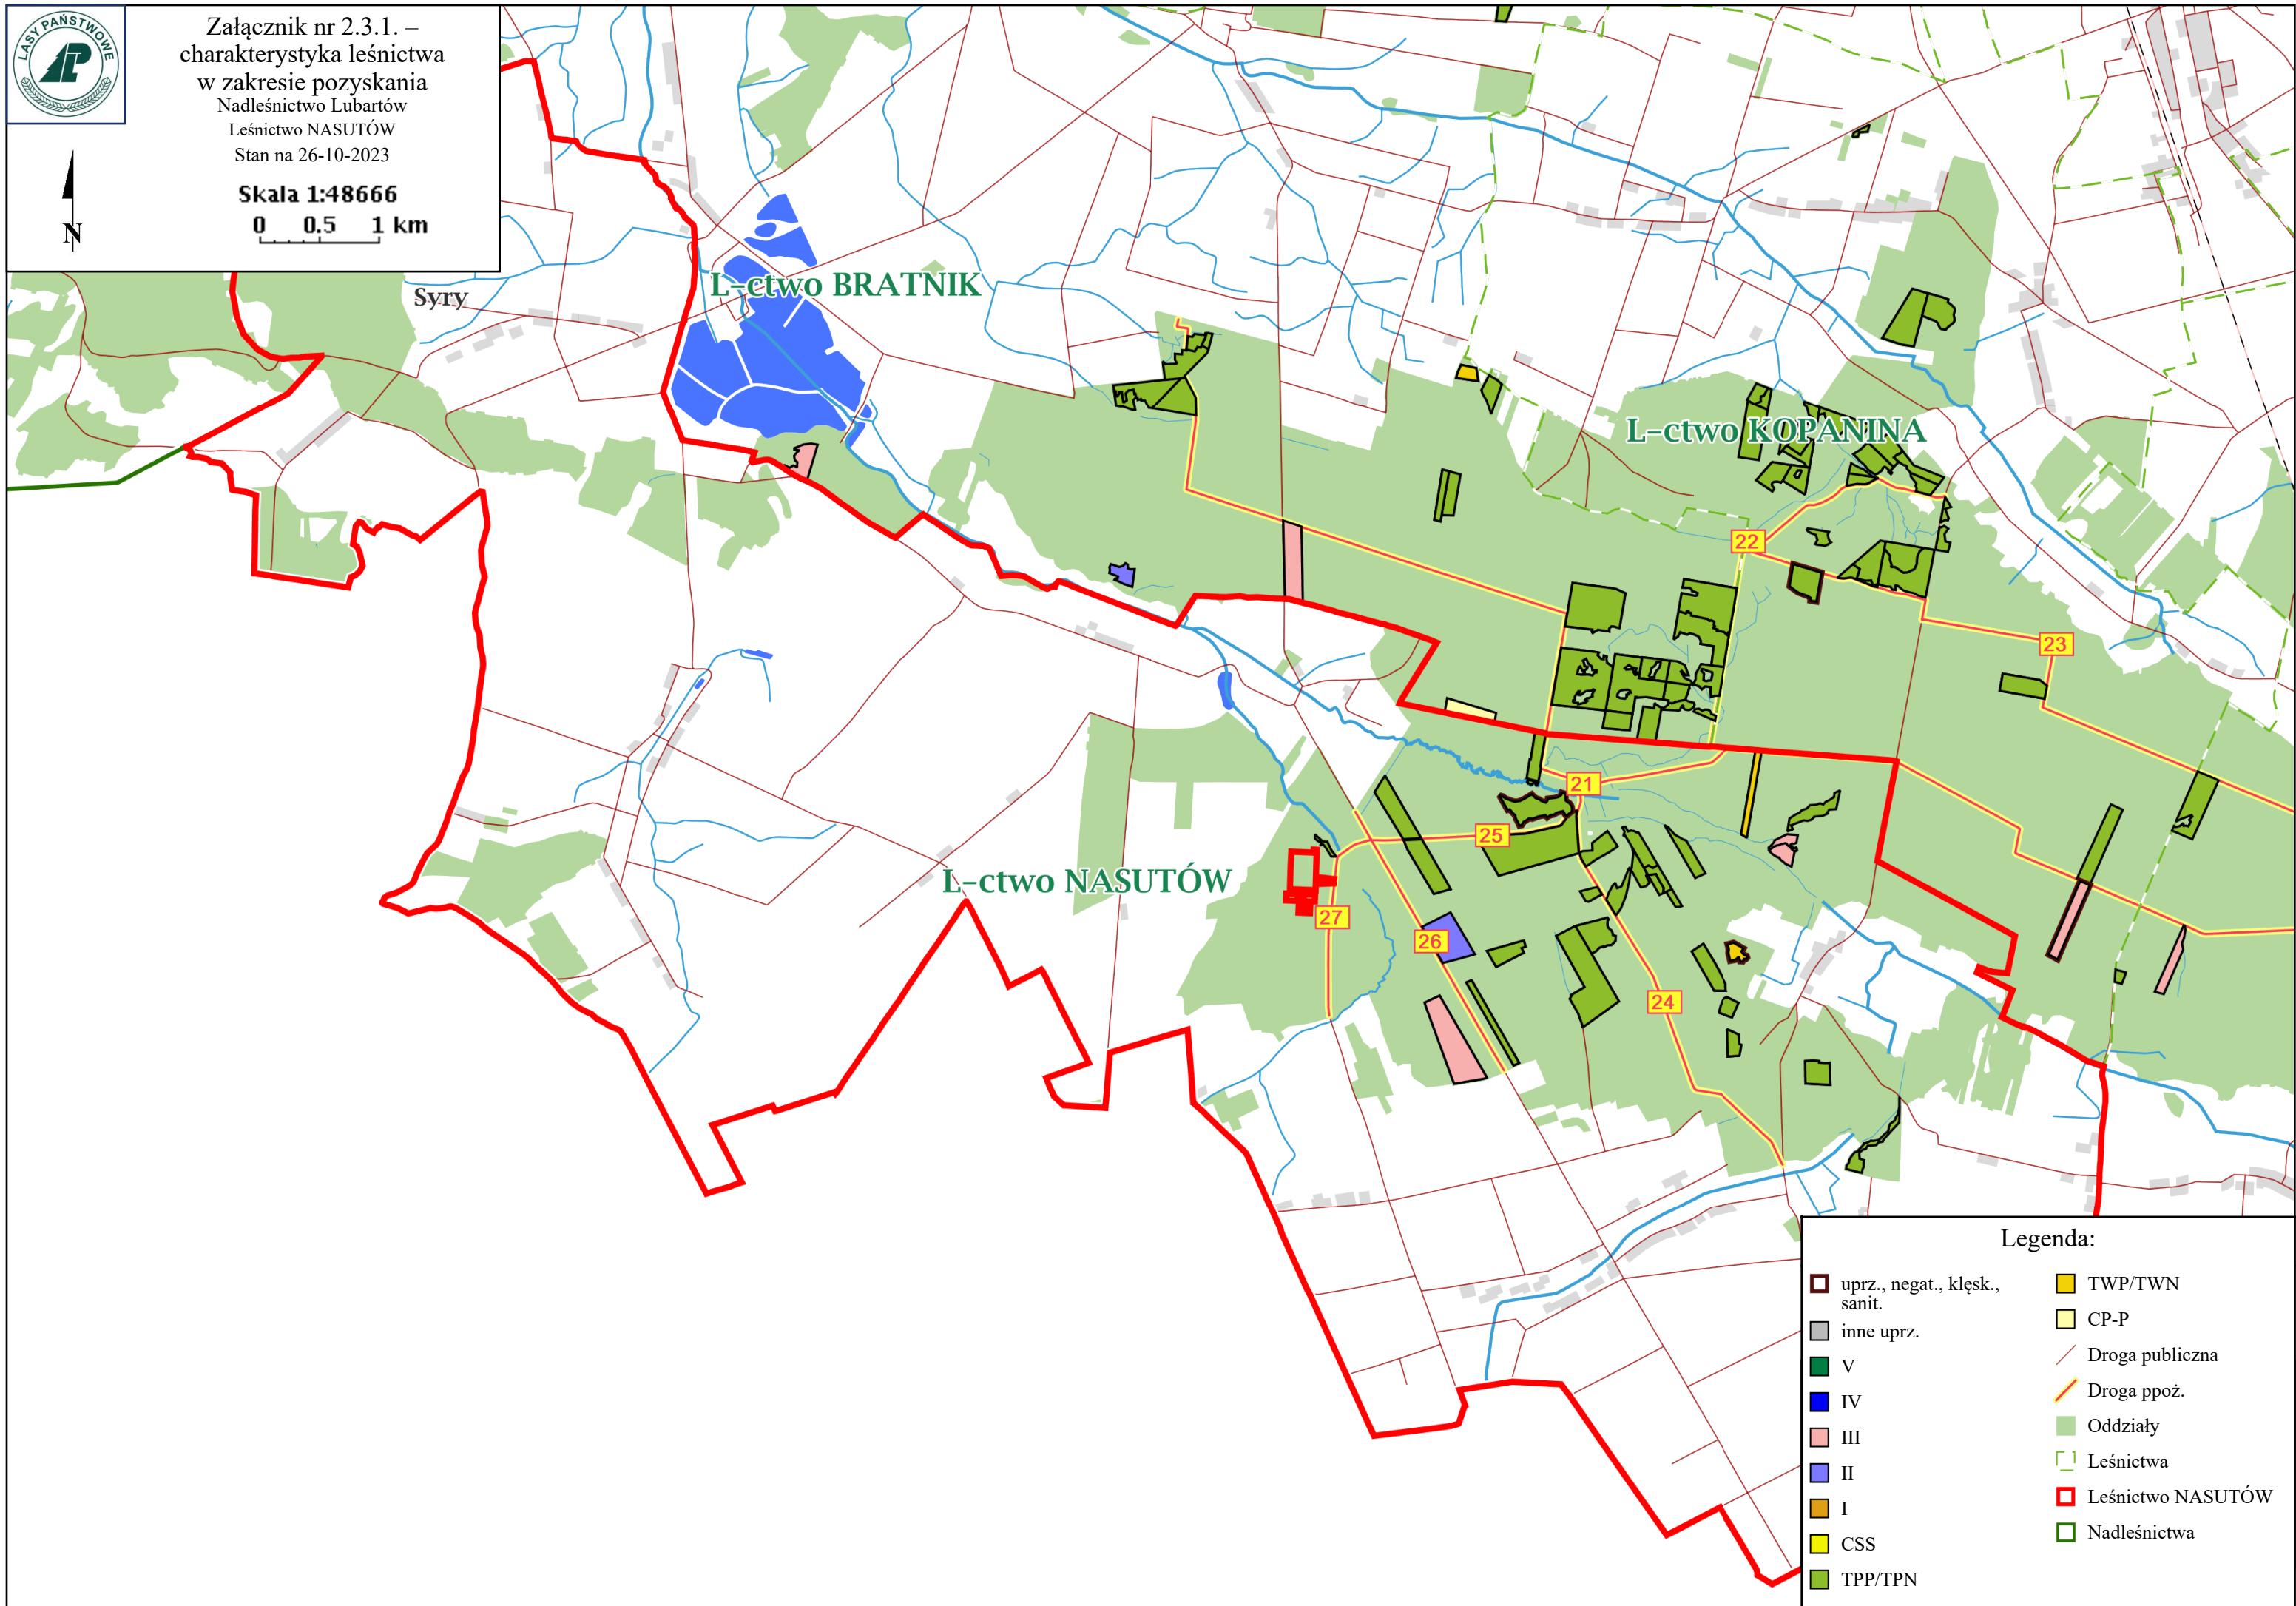 LASY PAŃSTWOWE
LP
Załącznik nr 2.3.1. –
charakterystyka leśnictwa
w zakresie pozyskania
Nadleśnictwo Lubartów
Leśnictwo NASUTÓW
Stan na 26-10-2023
Skala 1:48666
0 0.5 1 km
N
Syry
L-ctwo BRATNIK
L-ctwo KOPANINA
22
23
21
25
L-ctwo NASUTÓW
27
26
24
Legenda:
uprz., negat., klęsk.,
sanit.
inne uprz.
V
IV
III
II
I
CSS
TPP/TPN
TWP/TWN
CP-P
Droga publiczna
Droga ppoż.
Oddziały
Leśnictwa
Leśnictwo NASUTÓW
Nadleśnictwa